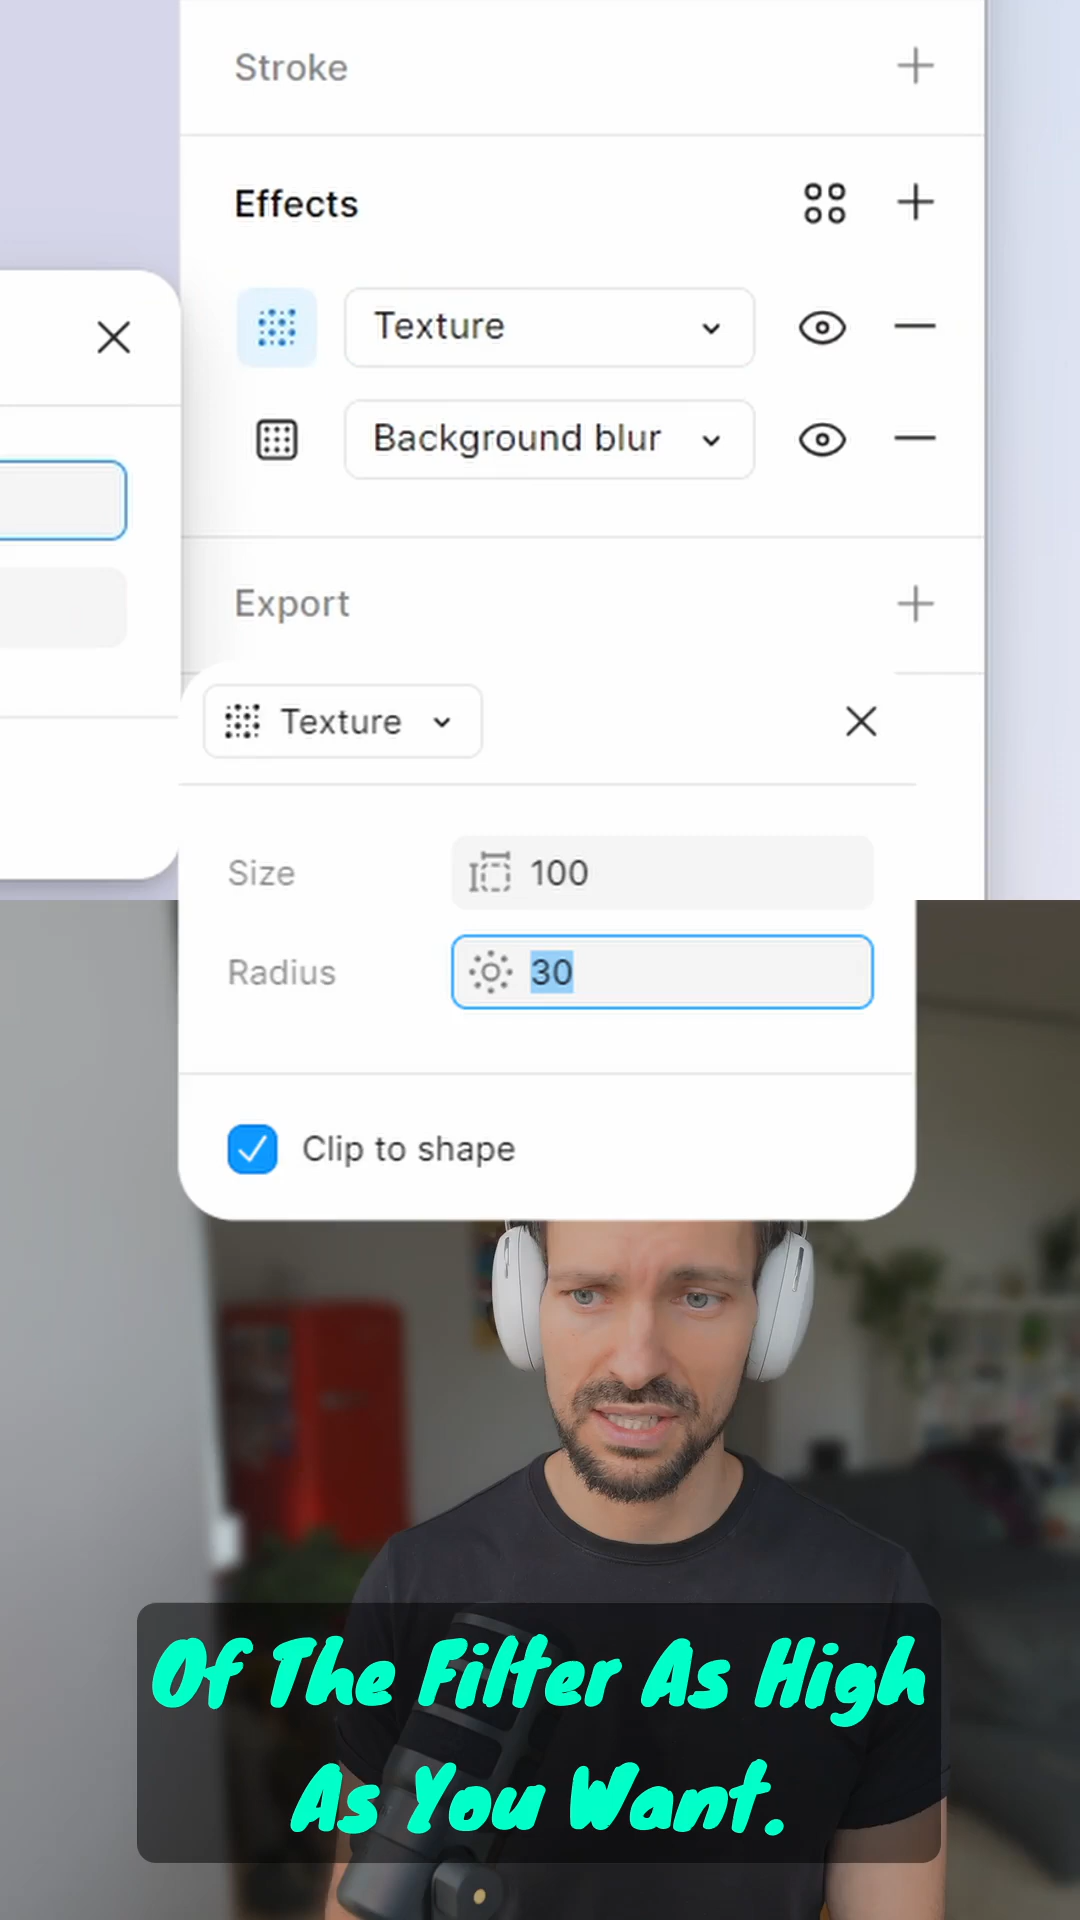 Stroke
Effects
Texture
Background blur
Export
Texture
Size 100
Radius 30
Clip to shape
Of The Filter As High
As You Want.